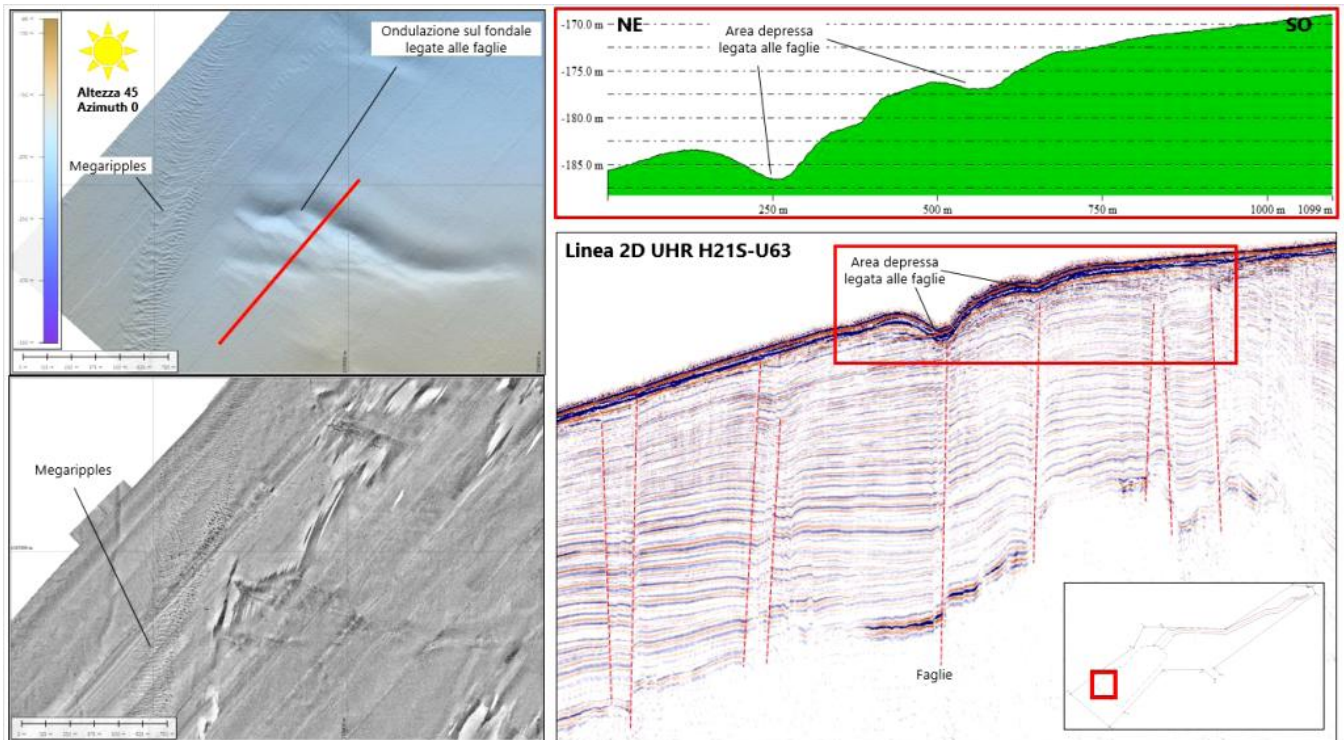 Altezza 45
Azimuth 0
Ondulazione sul fondale
legate alle faglie
Megaripples
Megaripples
NE
SO
Area depressa
legata alle faglie
-170.0 m
-175.0 m
-180.0 m
-185.0 m
250 m
500 m
750 m
1000 m
1099 m
Linea 2D UHR H21S-U63
Area depressa
legata alle faglie
Faglie